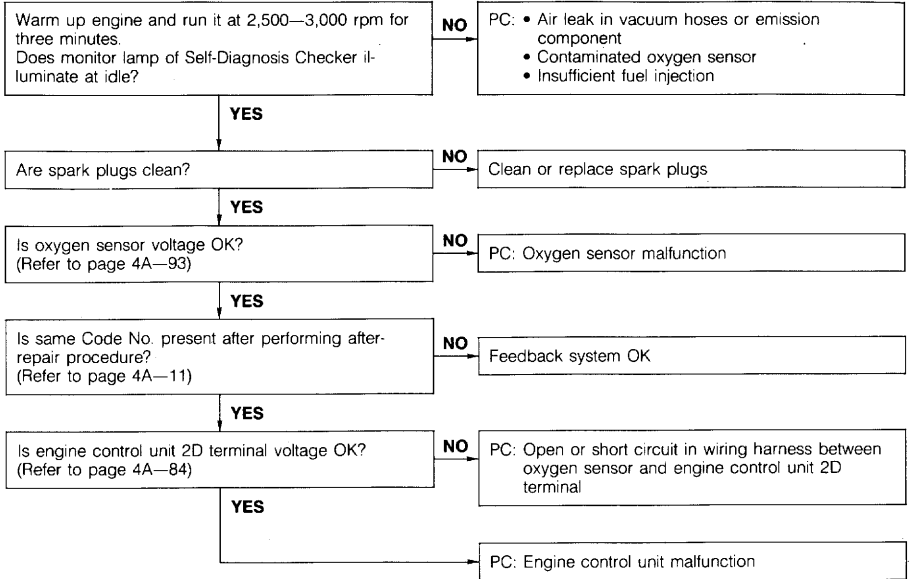 Warm up engine and run it at 2,500—3,000 rpm for
three minutes.
Does monitor lamp of Self-Diagnosis Checker il-
luminate at idle?
NO
PC: • Air leak in vacuum hoses or emission
component
• Contaminated oxygen sensor
• Insufficient fuel injection
YES
Are spark plugs clean?
NO
Clean or replace spark plugs
YES
Is oxygen sensor voltage OK?
(Refer to page 4A—93)
NO
PC: Oxygen sensor malfunction
YES
Is same Code No. present after performing after-
repair procedure?
(Refer to page 4A—11)
NO
Feedback system OK
YES
Is engine control unit 2D terminal voltage OK?
(Refer to page 4A—84)
NO
PC: Open or short circuit in wiring harness between
oxygen sensor and engine control unit 2D
terminal
YES
PC: Engine control unit malfunction